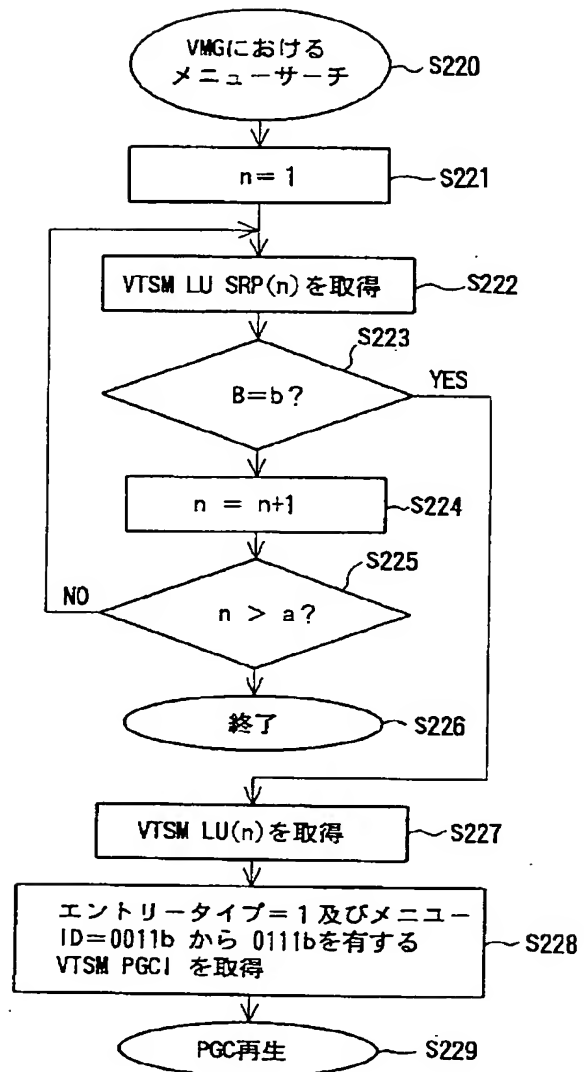 VMGにおける
メニューサーチ
S220
n= 1
S221
VTSM LU SRP(n)を取得
S222
S223
B=b?
YES
n = n+1
S224
S225
NO
n > a?
終了
S226
VTSM LU(n)を取得
S227
エントリータイプ=1及びメニュー
ID=0011b から 0111bを有する
VTSM PGCI を取得
S228
PGC再生
S229